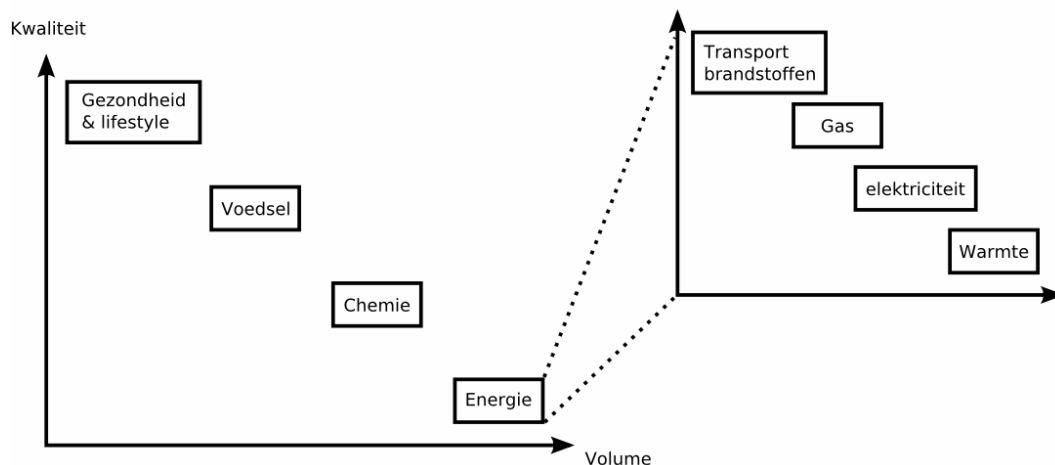 Kwaliteit
Gezondheid
& lifestyle
Voedsel
Chemie
Energie
Volume
Transport
brandstoffen
Gas
elektriciteit
Warmte